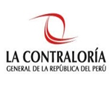 LA CONTRALORÍA
GENERAL DE LA REPÚBLICA DEL PERÚ